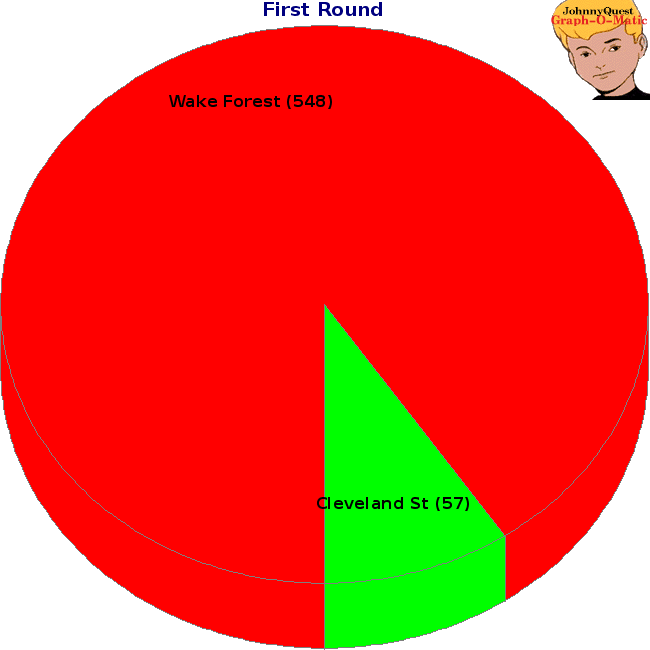 First Round
JohnnyQuest
Graph-O-Matic
Wake Forest (548)
Cleveland St (57)